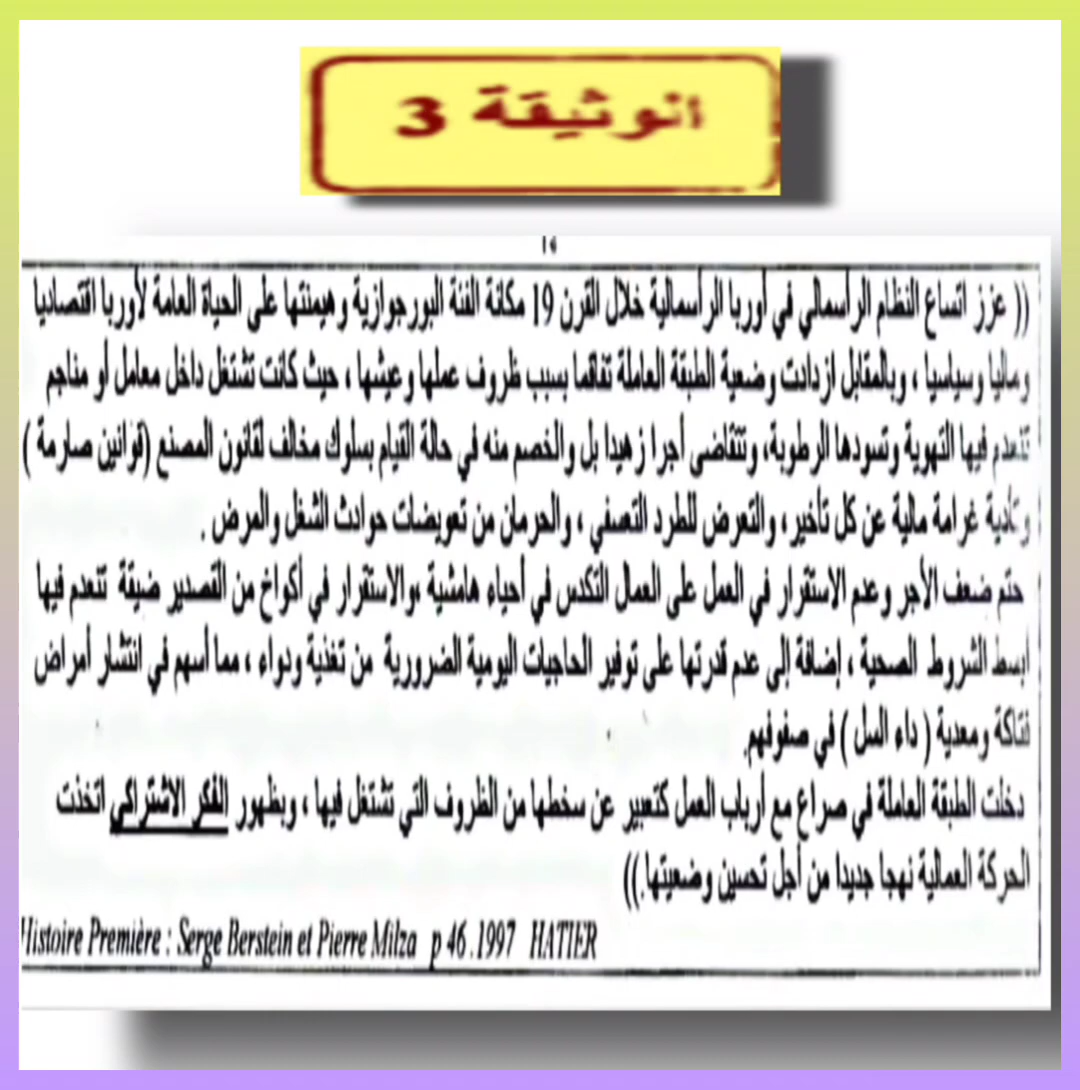 الوثيقة 3
14
(( عزز اتساع النظام الرأسمالي في أوربا الرأسمالية خلال القرن 19 مكانة الفئة البورجوازية وهيمنتها على الحياة العامة لأوربا اقتصاديا
وماليا وسياسيا ، وبالمقابل ازدادت وضعية الطبقة العاملة تفاقما بسبب ظروف عملها وعيشها ، حيث كانت تشتغل داخل معامل أو مناجم
تنعدم فيها التهوية وتسودها الرطوبة، وتتقاضى أجرا زهيدا بل والخصم منه في حالة القيام بسلوك مخالف لقانون المصنع (قوانين صارمة )
وتأدية غرامة مالية عن كل تأخير، والتعرض للطرد التعسفي ، والحرمان من تعويضات حوادث الشغل والمرض .
حتم ضعف الأجر وعدم الاستقرار في العمل على العمال التكدس في أحياء هامشية ،والاستقرار في أكواخ من القصدير ضيقة تنعدم فيها
أبسط الشروط الصحية ، إضافة إلى عدم قدرتها على توفير الحاجيات اليومية الضرورية من تغذية ودواء ، مما أسهم في انتشار أمراض
فتاكة ومعدية ( داء السل ) في صفوفهم.
دخلت الطبقة العاملة في صراع مع أرباب العمل كتعبير عن سخطها من الظروف التي تشتغل فيها ، وبظهور الفكر الاشتراكي اتخذت
الحركة العمالية نهجا جديدا من أجل تحسين وضعيتها.))
Histoire Première : Serge Berstein et Pierre Milza p 46 .1997 HATIER